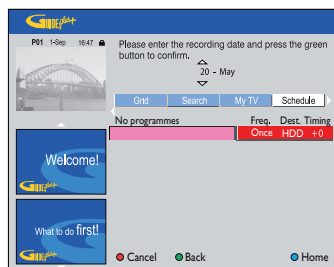 GUIDE plus+
P01 1-Sep 16:47
Please enter the recording date and press the green
button to confirm.
20 - May
Grid Search My TV Schedule
No programmes Freq. Dest. Timing
Once HDD +0
Welcome!
GUIDE plus+
What to do first!
GUIDE plus+
Cancel Back Home